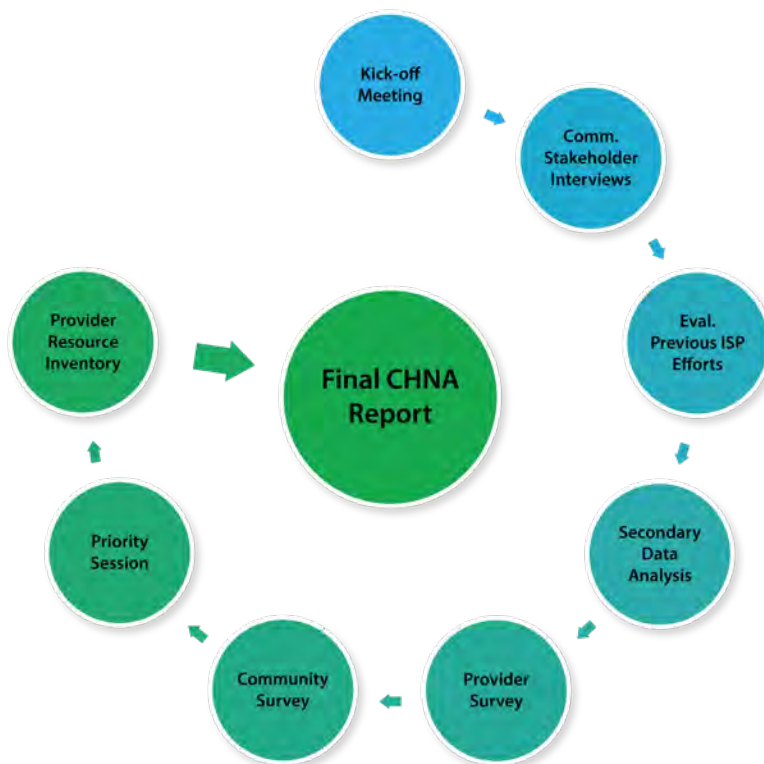 Kick-off
Meeting
Comm.
Stakeholder
Interviews
Eval.
Previous ISP
Efforts
Secondary
Data
Analysis
Provider
Survey
Community
Survey
Priority
Session
Provider
Resource
Inventory
Final CHNA
Report